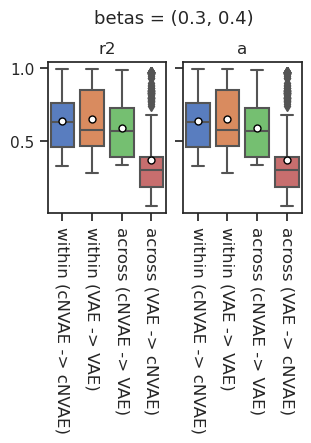 betas = (0.3, 0.4)
r2
a
1.0
0.5
within (cNVAE -> cNVAE)
within (VAE -> VAE)
across (cNVAE -> VAE)
across (VAE -> cNVAE)
within (cNVAE -> cNVAE)
within (VAE -> VAE)
across (cNVAE -> VAE)
across (VAE -> cNVAE)